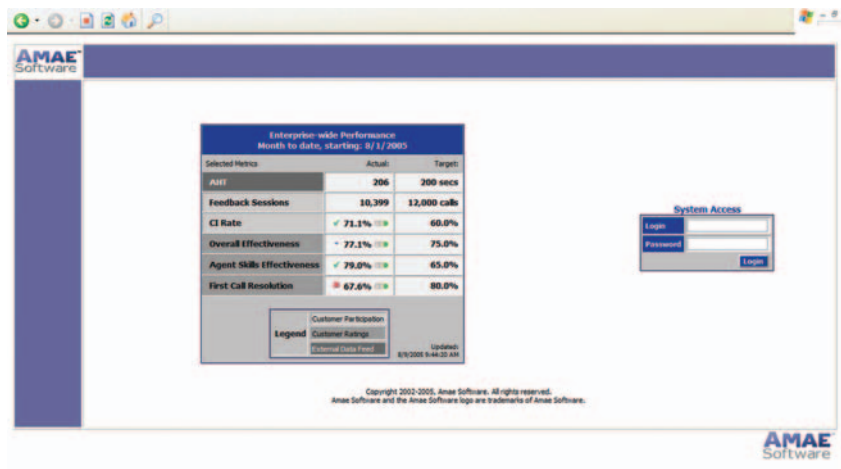 AMAE
Software
Enterprise-wide Performance
Month to date, starting: 8/1/2005
Selected Metrics Actual: Target:
AHT 206 200 secs
Feedback Sessions 10,399 12,000 calls
CI Rate 71.1% 60.0%
Overall Effectiveness 77.1% 75.0%
Agent Skills Effectiveness 79.0% 65.0%
First Call Resolution 67.6% 80.0%
Legend
Customer Participation
Customer Ratings
External Data Feed
Updated:
8/9/2005 9:46:20 AM
System Access
Login
Password
Login
Copyright 2002-2005, Amae Software. All rights reserved.
Amae Software and the Amae Software logo are trademarks of Amae Software.
AMAE
Software